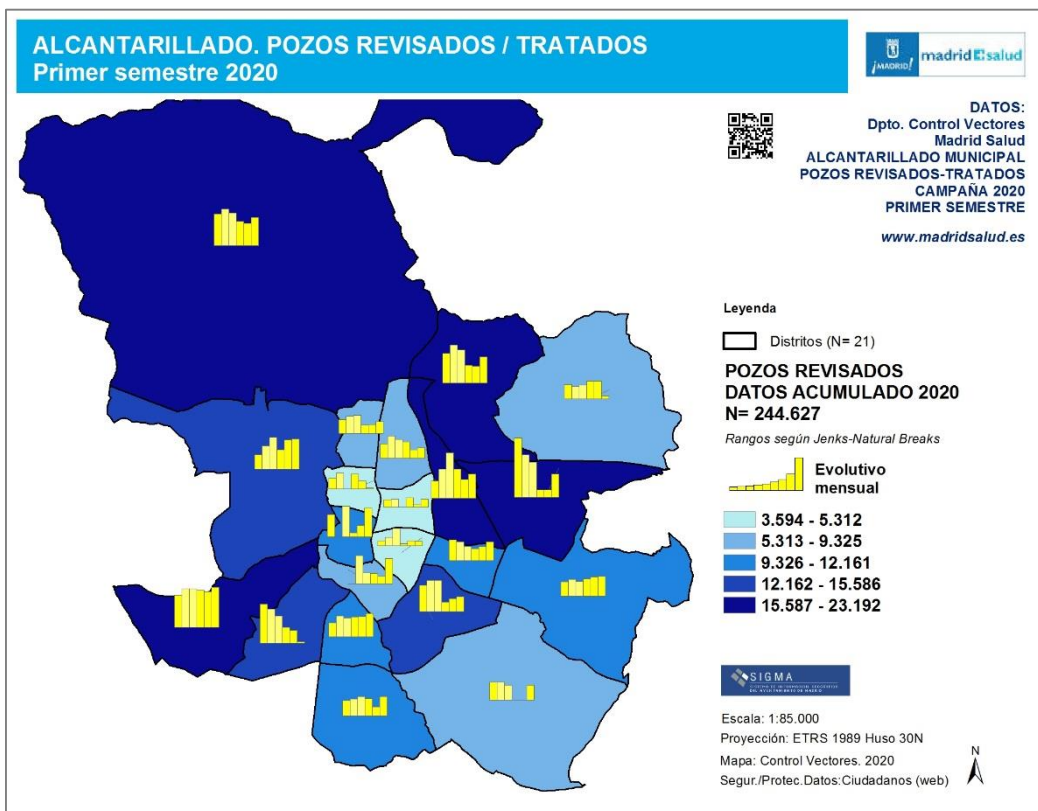 ALCANTARILLADO. POZOS REVISADOS / TRATADOS
Primer semestre 2020
¡MADRID!
madrid salud
DATOS:
Dpto. Control Vectores
Madrid Salud
ALCANTARILLADO MUNICIPAL
POZOS REVISADOS-TRATADOS
CAMPAÑA 2020
PRIMER SEMESTRE
www.madridsalud.es
Leyenda
Distritos (N= 21)
POZOS REVISADOS
DATOS ACUMULADO 2020
N= 244.627
Rangos según Jenks-Natural Breaks
Evolutivo
mensual
3.594 - 5.312
5.313 - 9.325
9.326 - 12.161
12.162 - 15.586
15.587 - 23.192
SIGMA
DEL AYUNTAMIENTO DE MADRID
Escala: 1:85.000
Proyección: ETRS 1989 Huso 30N
Mapa: Control Vectores. 2020
Segur./Protec.Datos:Ciudadanos (web)
N